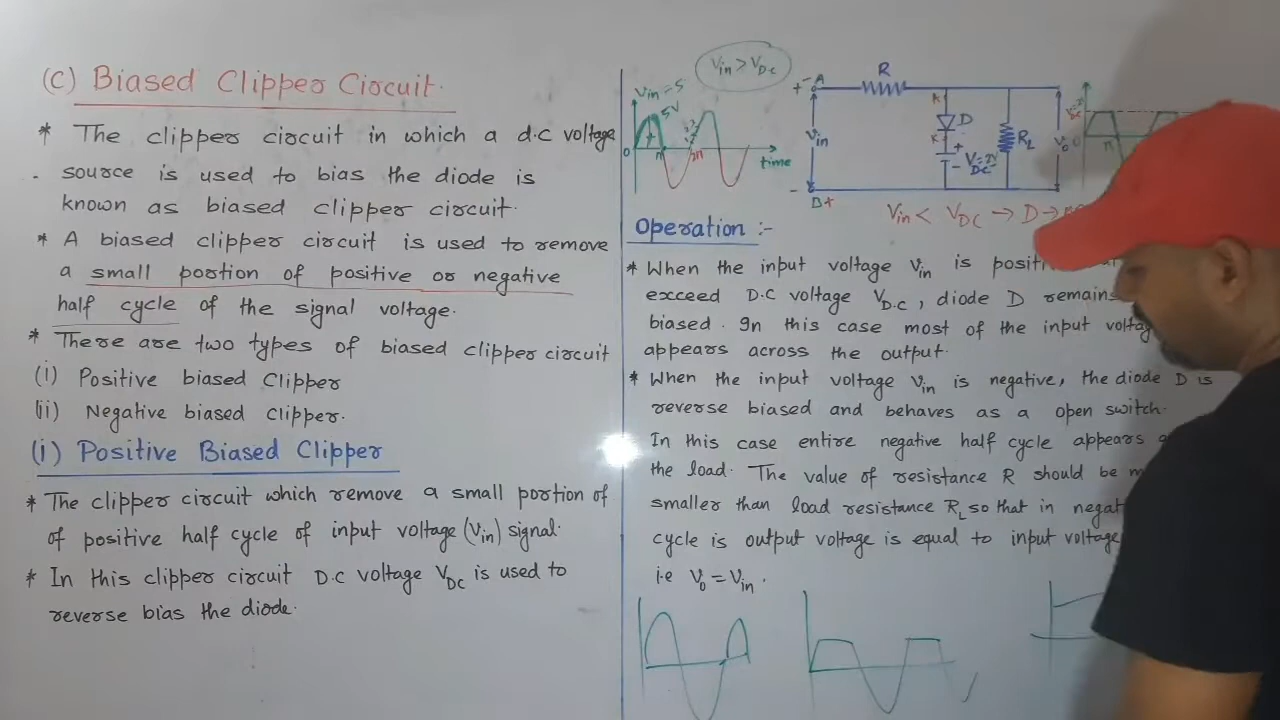 (C) Biased Clipper Circuit.
* The clipper circuit in which a d.c voltage
source is used to bias the diode is
known as biased clipper circuit.
* A biased clipper circuit is used to remove
a small portion of positive or negative
half cycle of the signal voltage.
* There are two types of biased clipper circuit
(i) Positive biased Clipper
(ii) Negative biased Clipper.
(i) Positive Biased Clipper
* The clipper circuit which remove a small portion of
of positive half cycle of input voltage (Vin) signal.
* In this clipper circuit D.C voltage VDC is used to
reverse bias the diode.
Vin > VDC
Vin = 5
5V
0
π
2π
time
+ - A
R
Vin
- B +
D
K
+
-
VDC
RL
Vo
0
π
Vin < VDC → D →
Operation :-
* When the input voltage Vin is
exceed D.C voltage VD.C, diode D remains
biased. In this case most of the input
appears across the output.
* When the input voltage Vin is negative, the diode D is
reverse biased and behaves as a open switch.
In this case entire negative half cycle appears
the load. The value of resistance R should be
smaller than load resistance RL so that in
cycle is output voltage is equal to input voltage
i.e Vo = Vin.